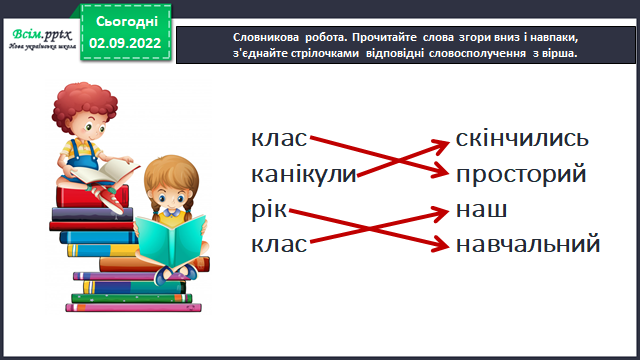 Всім.pptx
Нова українська школа
Сьогодні
02.09.2022
Словникова робота. Прочитайте слова згори вниз і навпаки,
з'єднайте стрілочками відповідні словосполучення з вірша.
клас скінчились
канікули просторий
рік наш
клас навчальний